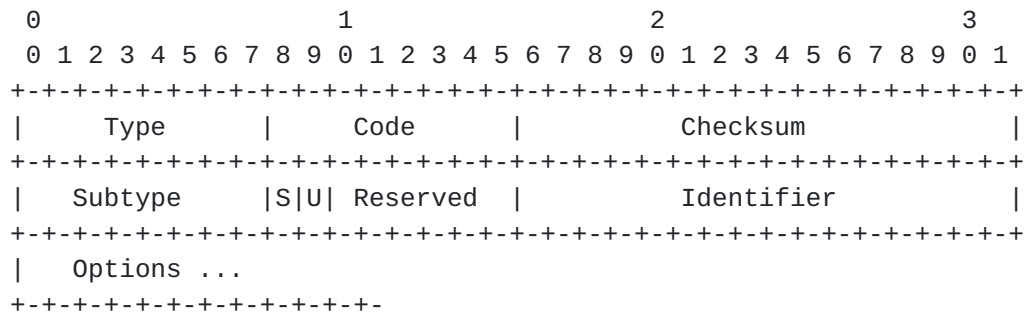 0                   1                   2                   3
 0 1 2 3 4 5 6 7 8 9 0 1 2 3 4 5 6 7 8 9 0 1 2 3 4 5 6 7 8 9 0 1
+-+-+-+-+-+-+-+-+-+-+-+-+-+-+-+-+-+-+-+-+-+-+-+-+-+-+-+-+-+-+-+-+
|     Type      |     Code      |          Checksum             |
+-+-+-+-+-+-+-+-+-+-+-+-+-+-+-+-+-+-+-+-+-+-+-+-+-+-+-+-+-+-+-+-+
|   Subtype     |S|U| Reserved  |          Identifier           |
+-+-+-+-+-+-+-+-+-+-+-+-+-+-+-+-+-+-+-+-+-+-+-+-+-+-+-+-+-+-+-+-+
|   Options ...
+-+-+-+-+-+-+-+-+-+-+-+-